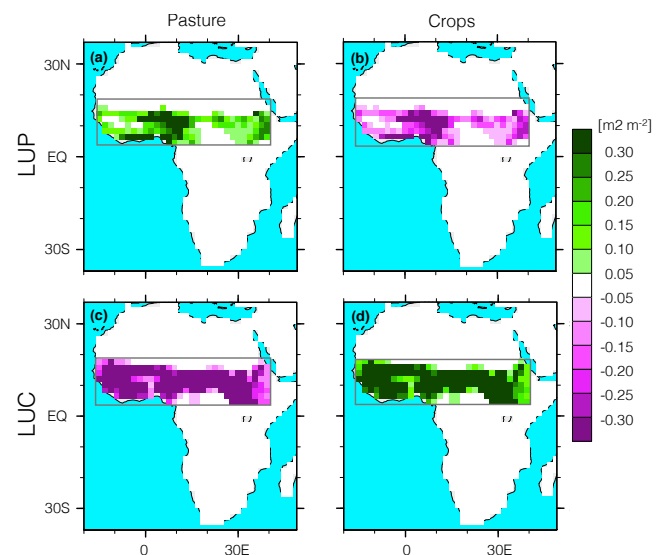 Pasture Crops
(a) (b)
30N
EQ
30S
LUP
[m2 m-2]
0.30
0.25
0.20
0.15
0.10
0.05
-0.05
-0.10
-0.15
-0.20
-0.25
-0.30
(c) (d)
30N
EQ
30S
LUC
0 30E 0 30E